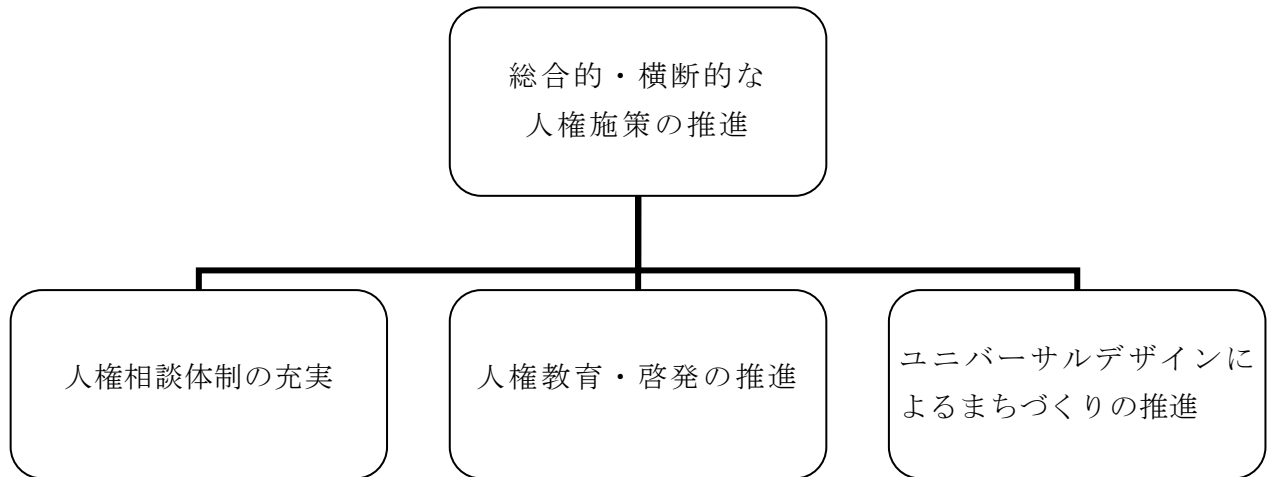 総合的・横断的な
人権施策の推進
人権相談体制の充実
人権教育・啓発の推進
ユニバーサルデザインに
よるまちづくりの推進